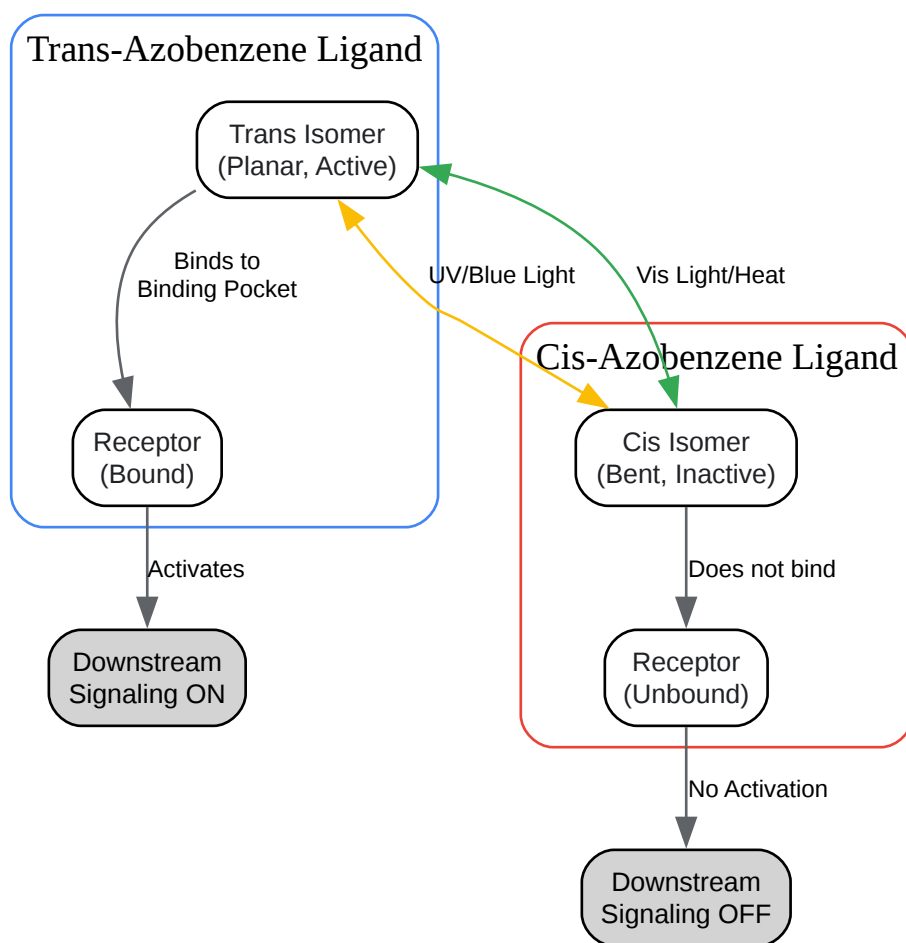 Trans-Azobenzene Ligand
Trans Isomer
(Planar, Active)
Binds to
Binding Pocket
UV/Blue Light
Vis Light/Heat
Cis-Azobenzene Ligand
Receptor
(Bound)
Cis Isomer
(Bent, Inactive)
Activates
Does not bind
Downstream
Signaling ON
Receptor
(Unbound)
No Activation
Downstream
Signaling OFF